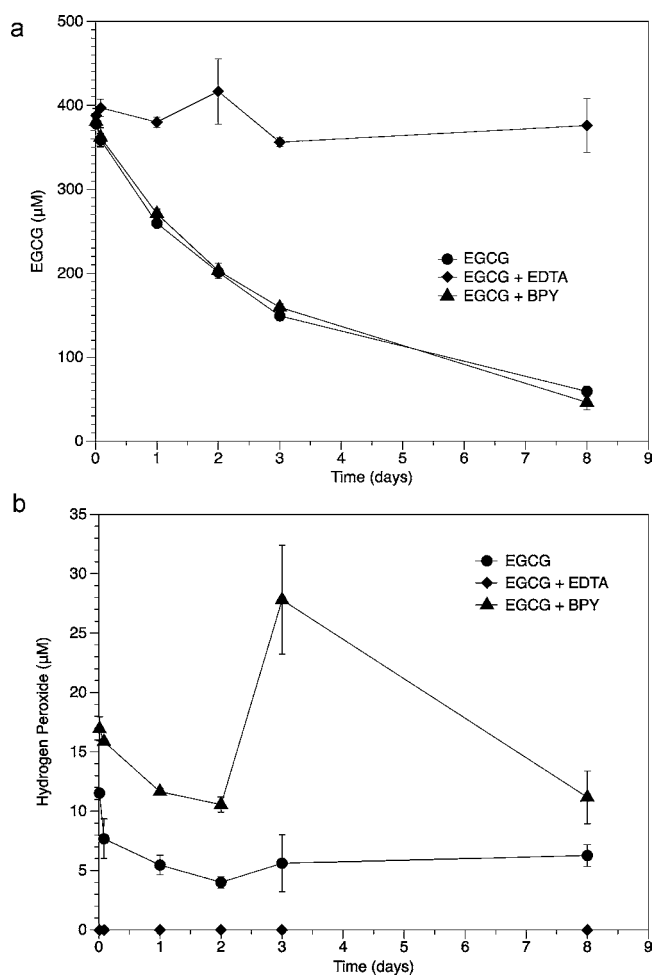 a
500
400
300
200
100
0
EGCG (μM)
EGCG
EGCG + EDTA
EGCG + BPY
0 1 2 3 4 5 6 7 8 9
Time (days)
b
35
30
25
20
15
10
5
0
Hydrogen Peroxide (μM)
EGCG
EGCG + EDTA
EGCG + BPY
0 1 2 3 4 5 6 7 8 9
Time (days)